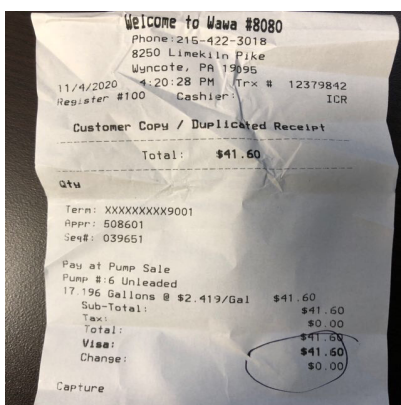 Welcome to Wawa #8080
Phone:215-422-3018
8250 Limekiln Pike
Wyncote, PA 19095
11/4/2020 4:20:28 PM Trx # 12379842
Register #100 Cashier: ICR
Customer Copy / Duplicated Receipt
Total: $41.60
Qty
Term: XXXXXXXXX9001
Appr: 508601
Seq#: 039651
Pay at Pump Sale
Pump #:6 Unleaded
17.196 Gallons @ $2.419/Gal $41.60
Sub-Total: $41.60
Tax: $0.00
Total: $41.60
Visa: $41.60
Change: $0.00
Capture